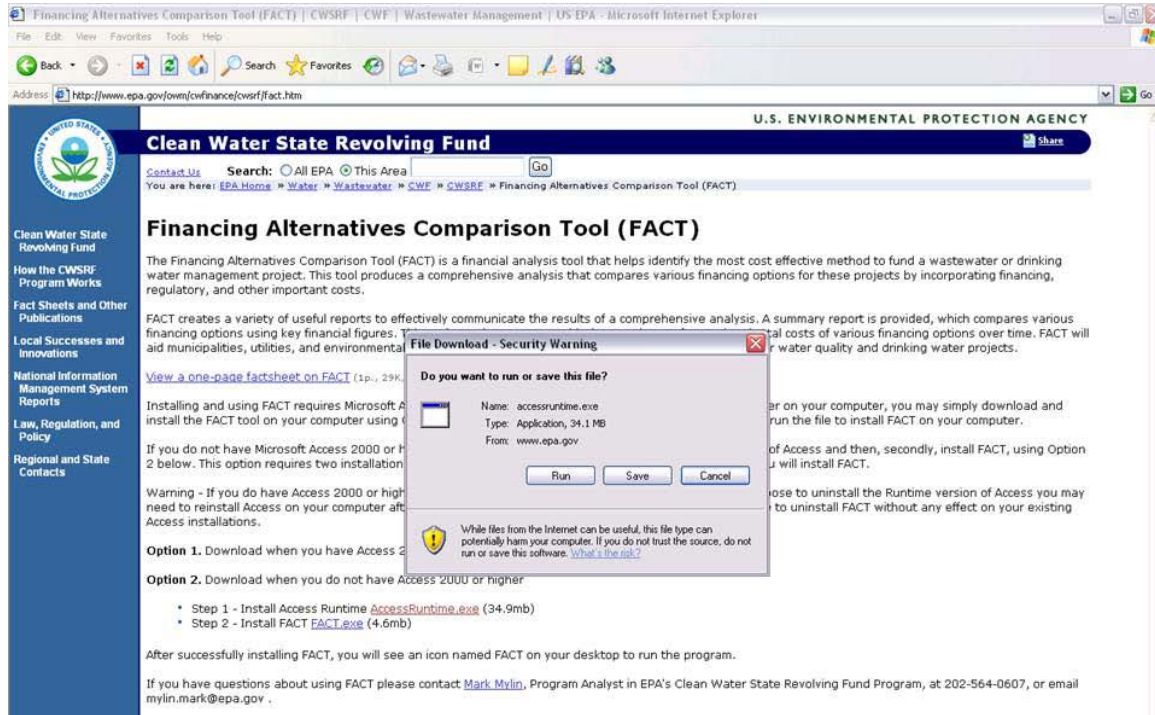 Financing Alternatives Comparison Tool (FACT) | CWSRF | CWF | Wastewater Management | US EPA - Microsoft Internet Explorer
File Edit View Favorites Tools Help
Back Search Favorites
Address http://www.epa.gov/owm/cwfinance/cwsrf/fact.htm Go
U.S. ENVIRONMENTAL PROTECTION AGENCY
UNITED STATES
ENVIRONMENTAL PROTECTION AGENCY
Clean Water State Revolving Fund Share
Contact Us Search: All EPA This Area Go
You are here: EPA Home » Water » Wastewater » CWF » CWSRF » Financing Alternatives Comparison Tool (FACT)
Clean Water State
Revolving Fund
How the CWSRF
Program Works
Fact Sheets and Other
Publications
Local Successes and
Innovations
National Information
Management System
Reports
Law, Regulation, and
Policy
Regional and State
Contacts
Financing Alternatives Comparison Tool (FACT)
The Financing Alternatives Comparison Tool (FACT) is a financial analysis tool that helps identify the most cost effective method to fund a wastewater or drinking
water management project. This tool produces a comprehensive analysis that compares various financing options for these projects by incorporating financing,
regulatory, and other important costs.
FACT creates a variety of useful reports to effectively communicate the results of a comprehensive analysis. A summary report is provided, which compares various
financing options using key financial figures. tal costs of various financing options over time. FACT will
aid municipalities, utilities, and environmental r water quality and drinking water projects.
View a one-page factsheet on FACT (1p., 29K,
Installing and using FACT requires Microsoft A er on your computer, you may simply download and
install the FACT tool on your computer using run the file to install FACT on your computer.
If you do not have Microsoft Access 2000 or h of Access and then, secondly, install FACT, using Option
2 below. This option requires two installation u will install FACT.
Warning - If you do have Access 2000 or high ose to uninstall the Runtime version of Access you may
need to reinstall Access on your computer aft to uninstall FACT without any effect on your existing
Access installations.
Option 1. Download when you have Access 2
Option 2. Download when you do not have Access 2000 or higher
• Step 1 - Install Access Runtime AccessRuntime.exe (34.9mb)
• Step 2 - Install FACT FACT.exe (4.6mb)
After successfully installing FACT, you will see an icon named FACT on your desktop to run the program.
If you have questions about using FACT please contact Mark Mylin, Program Analyst in EPA's Clean Water State Revolving Fund Program, at 202-564-0607, or email
mylin.mark@epa.gov .
File Download - Security Warning
Do you want to run or save this file?
Name: accessruntime.exe
Type: Application, 34.1 MB
From: www.epa.gov
Run Save Cancel
While files from the Internet can be useful, this file type can
potentially harm your computer. If you do not trust the source, do not
run or save this software. What's the risk?